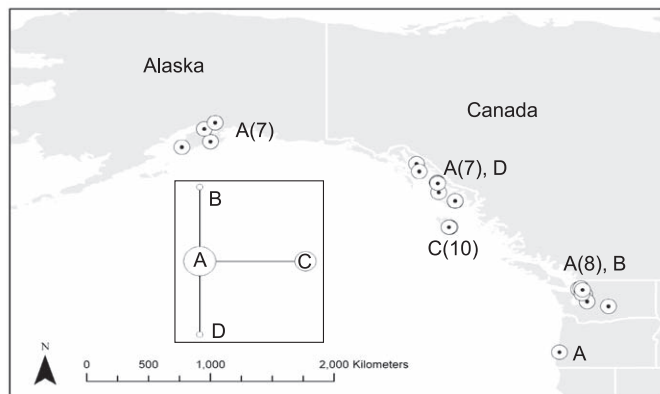 Alaska
Canada
A(7)
A(7), D
B
A
C
C(10)
A(8), B
D
A
N
0 500 1,000 2,000 Kilometers